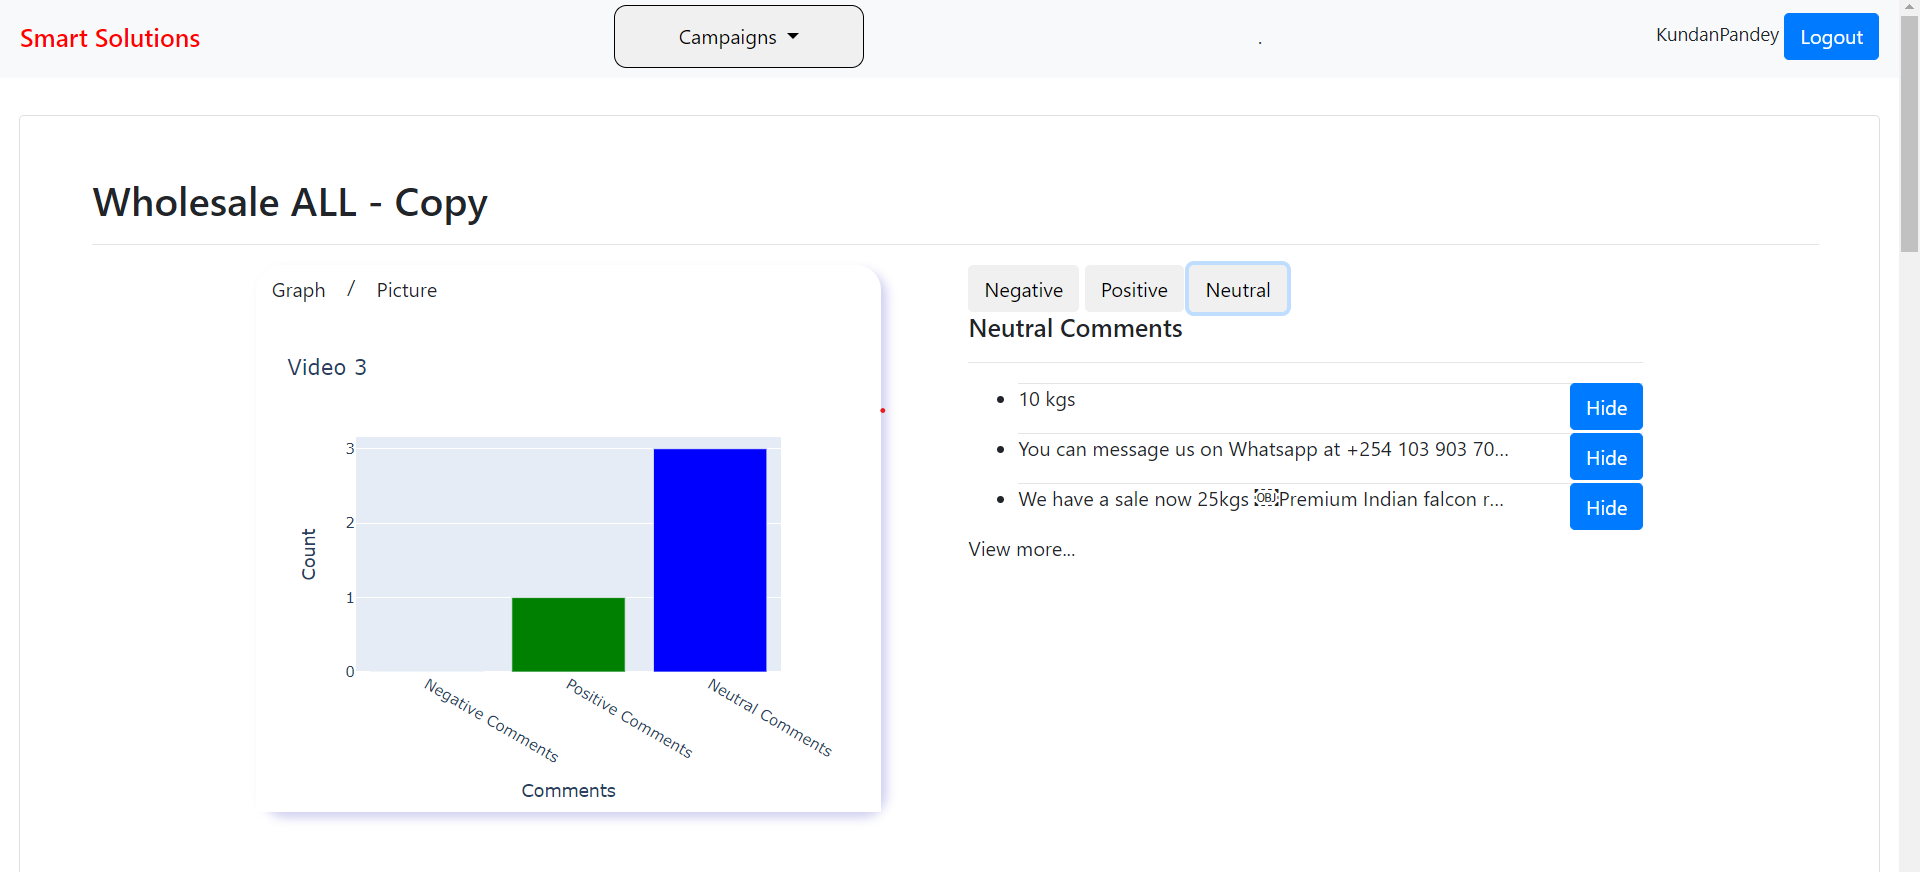 Smart Solutions
Campaigns
.
KundanPandey
Logout
Wholesale ALL - Copy
Graph / Picture
Video 3
3
2
1
0
Count
Negative Comments
Positive Comments
Neutral Comments
Comments
Negative
Positive
Neutral
Neutral Comments
10 kgs
Hide
You can message us on Whatsapp at +254 103 903 70...
Hide
We have a sale now 25kgs Premium Indian falcon r...
Hide
View more...